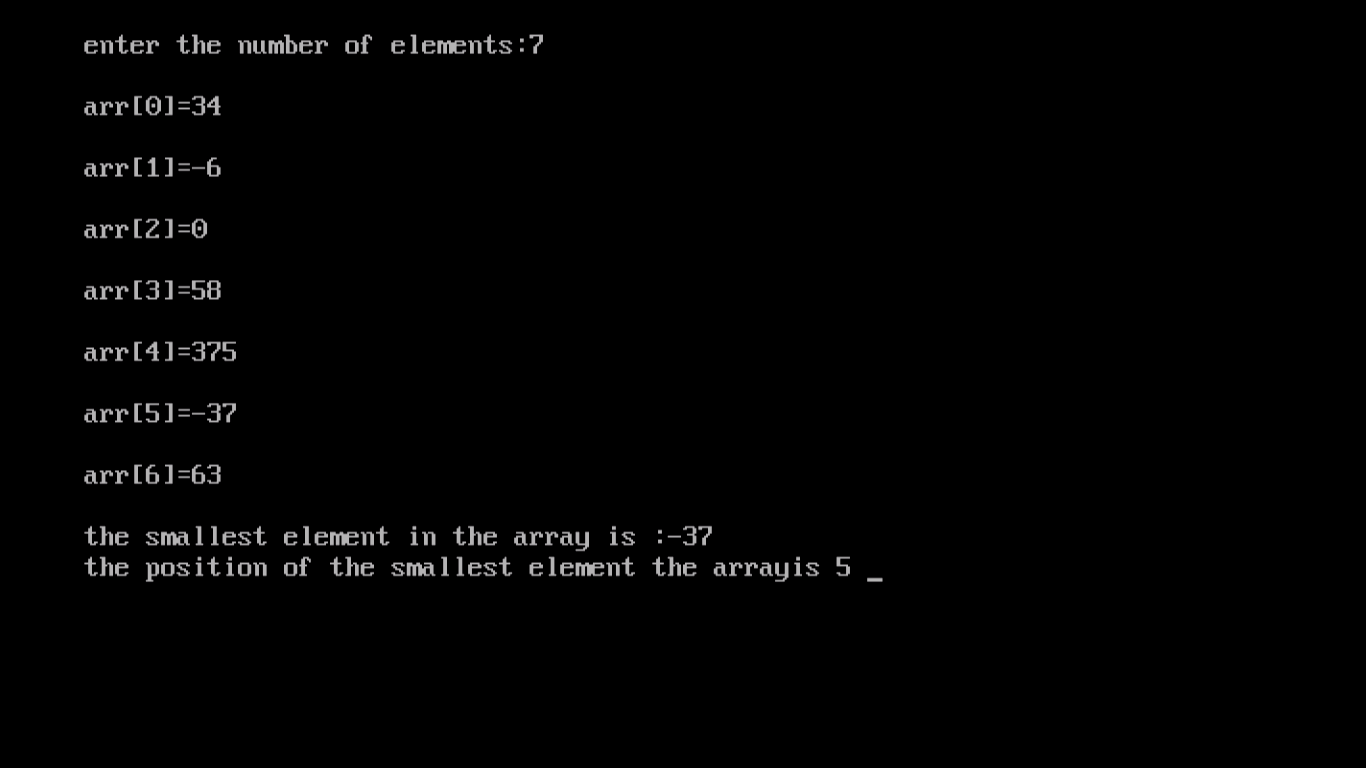 enter the number of elements:7
arr[0]=34
arr[1]=-6
arr[2]=0
arr[3]=58
arr[4]=375
arr[5]=-37
arr[6]=63
the smallest element in the array is :-37
the position of the smallest element the arrayis 5 _